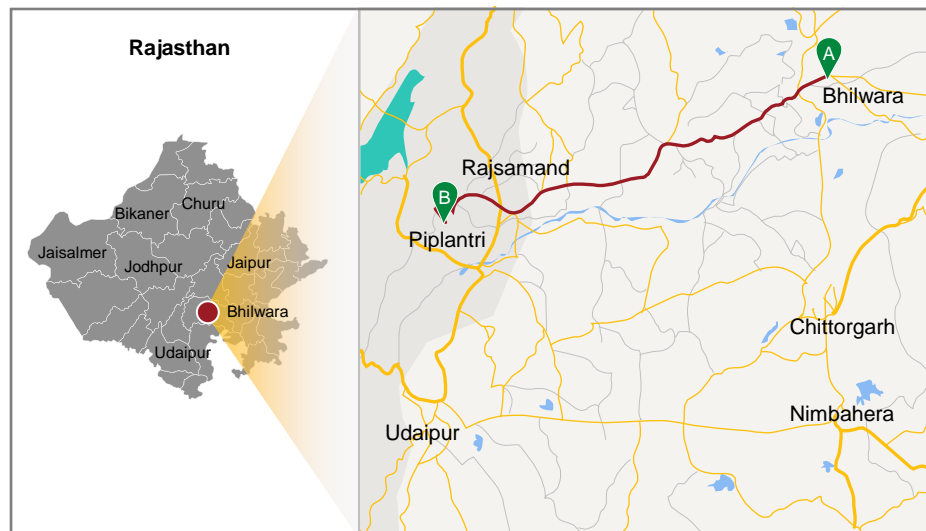 Rajasthan
Churu
Bikaner
Jaisalmer
Jodhpur
Jaipur
Bhilwara
Udaipur
A
Bhilwara
Rajsamand
B
Piplantri
Chittorgarh
Nimbahera
Udaipur